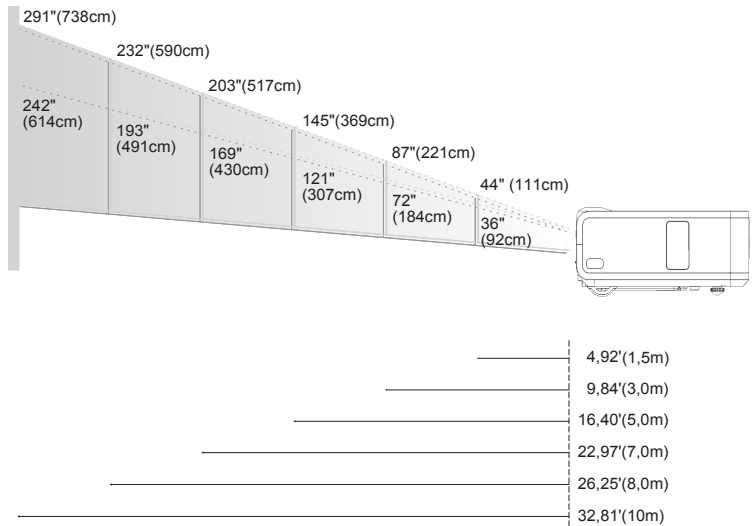 291"(738cm)
232"(590cm)
203"(517cm)
145"(369cm)
87"(221cm)
44" (111cm)
242"
(614cm)
193"
(491cm)
169"
(430cm)
121"
(307cm)
72"
(184cm)
36"
(92cm)
4,92'(1,5m)
9,84'(3,0m)
16,40'(5,0m)
22,97'(7,0m)
26,25'(8,0m)
32,81'(10m)